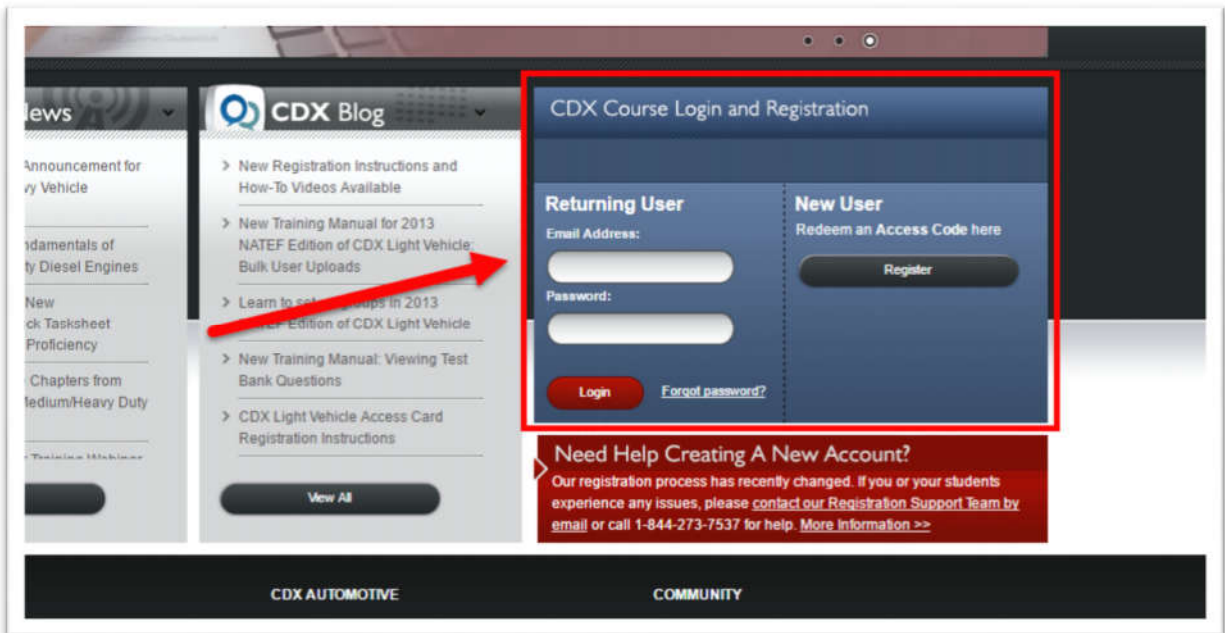 News
Announcement for
vy Vehicle
ndamentals of
ty Diesel Engines
New
ck Tasksheet
Proficiency
Chapters from
Medium/Heavy Duty
Training Webinar
CDX Blog
New Registration Instructions and
How-To Videos Available
New Training Manual for 2013
NATEF Edition of CDX Light Vehicle:
Bulk User Uploads
Learn to set groups in 2013
NATEF Edition of CDX Light Vehicle
New Training Manual: Viewing Test
Bank Questions
CDX Light Vehicle Access Card
Registration Instructions
View All
CDX Course Login and Registration
Returning User
Email Address:
Password:
Login
Forgot password?
New User
Redeem an Access Code here
Register
Need Help Creating A New Account?
Our registration process has recently changed. If you or your students
experience any issues, please contact our Registration Support Team by
email or call 1-844-273-7537 for help. More Information >>
CDX AUTOMOTIVE
COMMUNITY